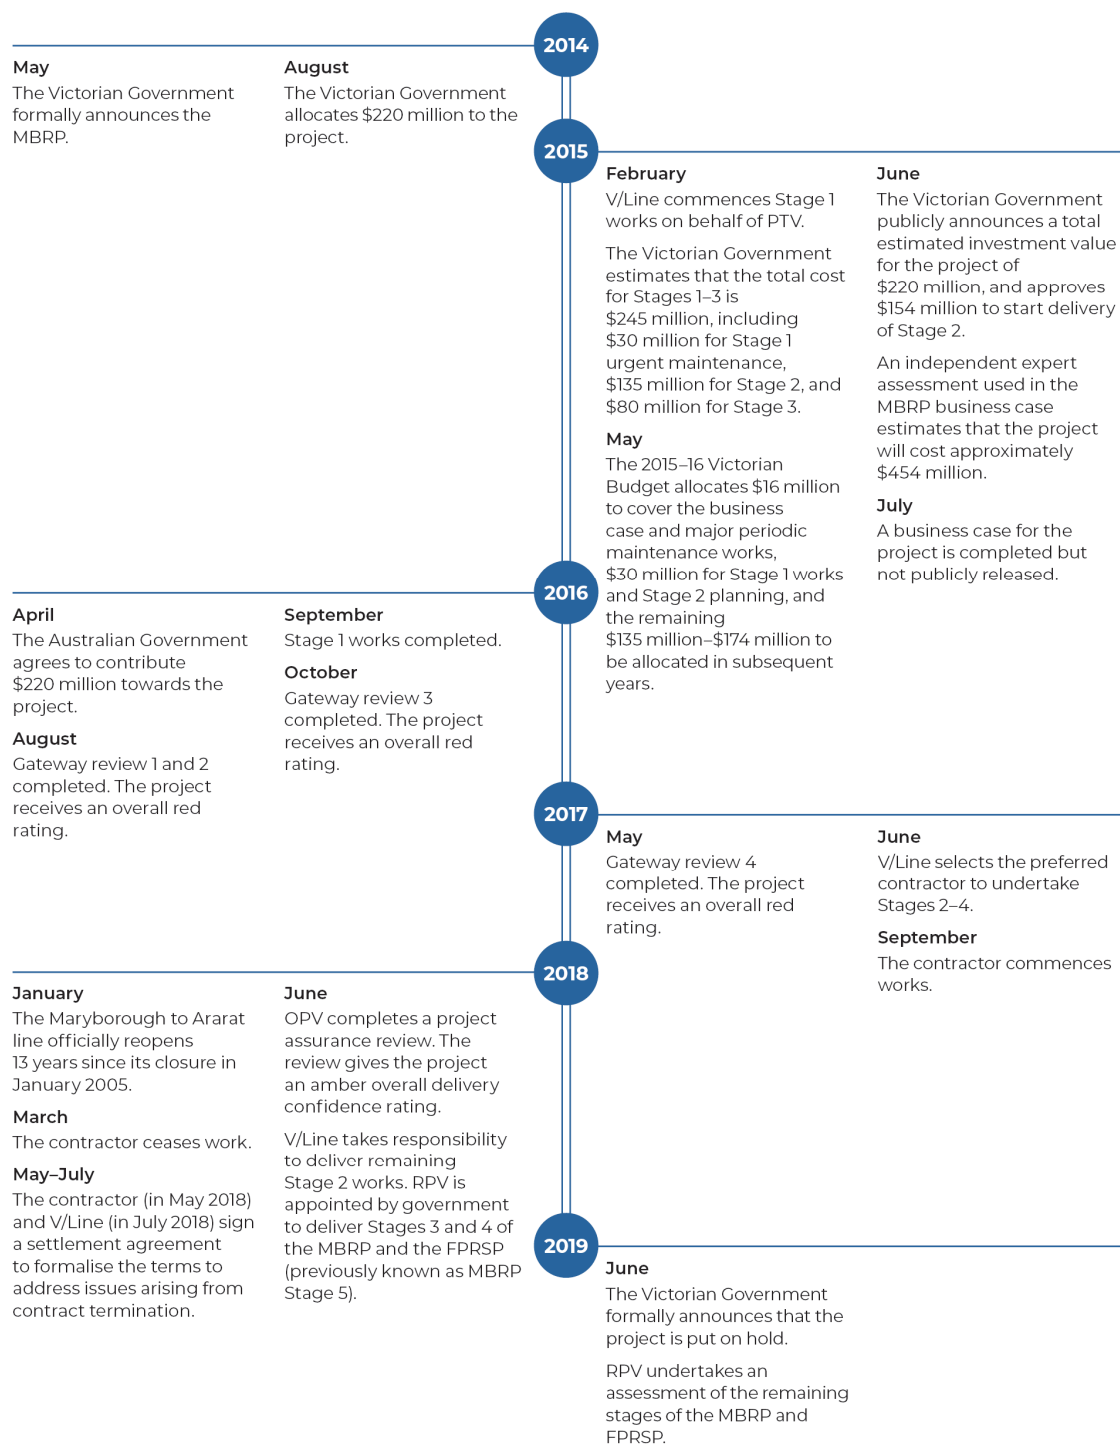 2014
May
The Victorian Government
formally announces the
MBRP.
August
The Victorian Government
allocates $220 million to the
project.
2015
February
V/Line commences Stage 1
works on behalf of PTV.
The Victorian Government
estimates that the total cost
for Stages 1–3 is
$245 million, including
$30 million for Stage 1
urgent maintenance,
$135 million for Stage 2, and
$80 million for Stage 3.
May
The 2015–16 Victorian
Budget allocates $16 million
to cover the business
case and major periodic
maintenance works,
$30 million for Stage 1 works
and Stage 2 planning, and
the remaining
$135 million–$174 million to
be allocated in subsequent
years.
June
The Victorian Government
publicly announces a total
estimated investment value
for the project of
$220 million, and approves
$154 million to start delivery
of Stage 2.
An independent expert
assessment used in the
MBRP business case
estimates that the project
will cost approximately
$454 million.
July
A business case for the
project is completed but
not publicly released.
2016
April
The Australian Government
agrees to contribute
$220 million towards the
project.
August
Gateway review 1 and 2
completed. The project
receives an overall red
rating.
September
Stage 1 works completed.
October
Gateway review 3
completed. The project
receives an overall red
rating.
2017
May
Gateway review 4
completed. The project
receives an overall red
rating.
June
V/Line selects the preferred
contractor to undertake
Stages 2–4.
September
The contractor commences
works.
2018
January
The Maryborough to Ararat
line officially reopens
13 years since its closure in
January 2005.
March
The contractor ceases work.
May–July
The contractor (in May 2018)
and V/Line (in July 2018) sign
a settlement agreement
to formalise the terms to
address issues arising from
contract termination.
June
OPV completes a project
assurance review. The
review gives the project
an amber overall delivery
confidence rating.
V/Line takes responsibility
to deliver remaining
Stage 2 works. RPV is
appointed by government
to deliver Stages 3 and 4 of
the MBRP and the FPRSP
(previously known as MBRP
Stage 5).
2019
June
The Victorian Government
formally announces that the
project is put on hold.
RPV undertakes an
assessment of the remaining
stages of the MBRP and
FPRSP.